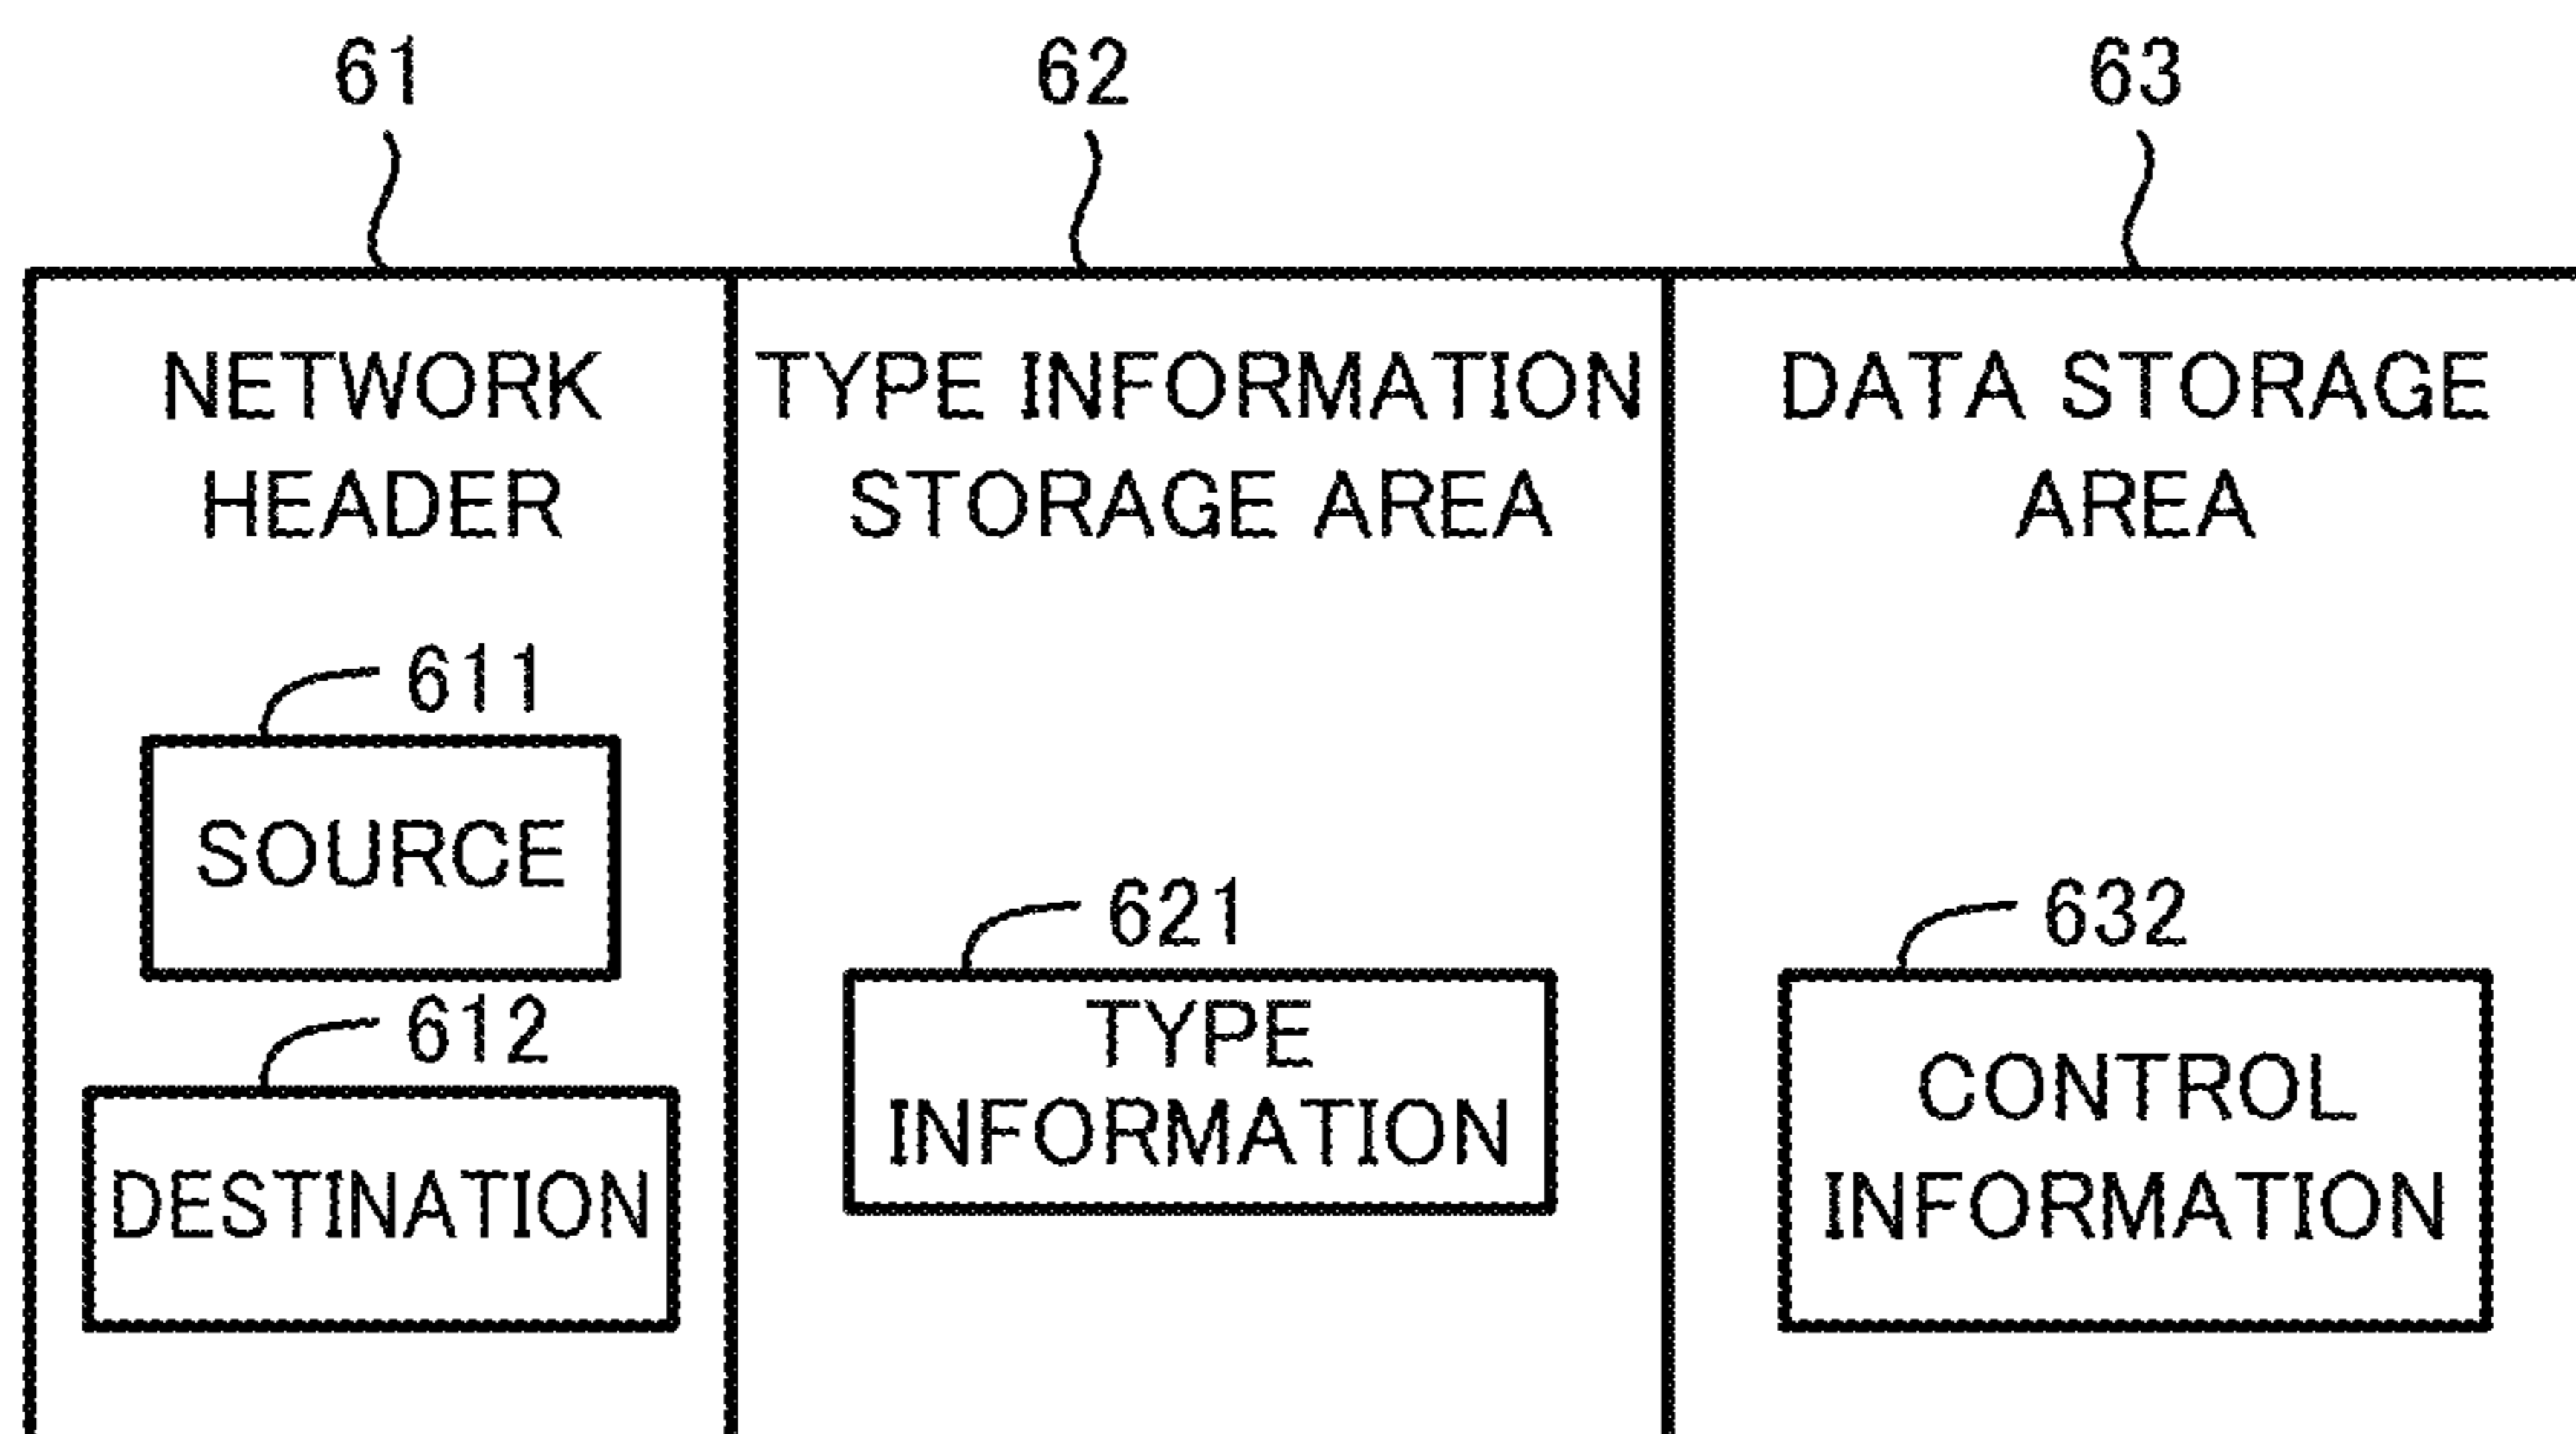 61
62
63
NETWORK
HEADER
TYPE INFORMATION
STORAGE AREA
DATA STORAGE
AREA
611
SOURCE
612
DESTINATION
621
TYPE
INFORMATION
632
CONTROL
INFORMATION